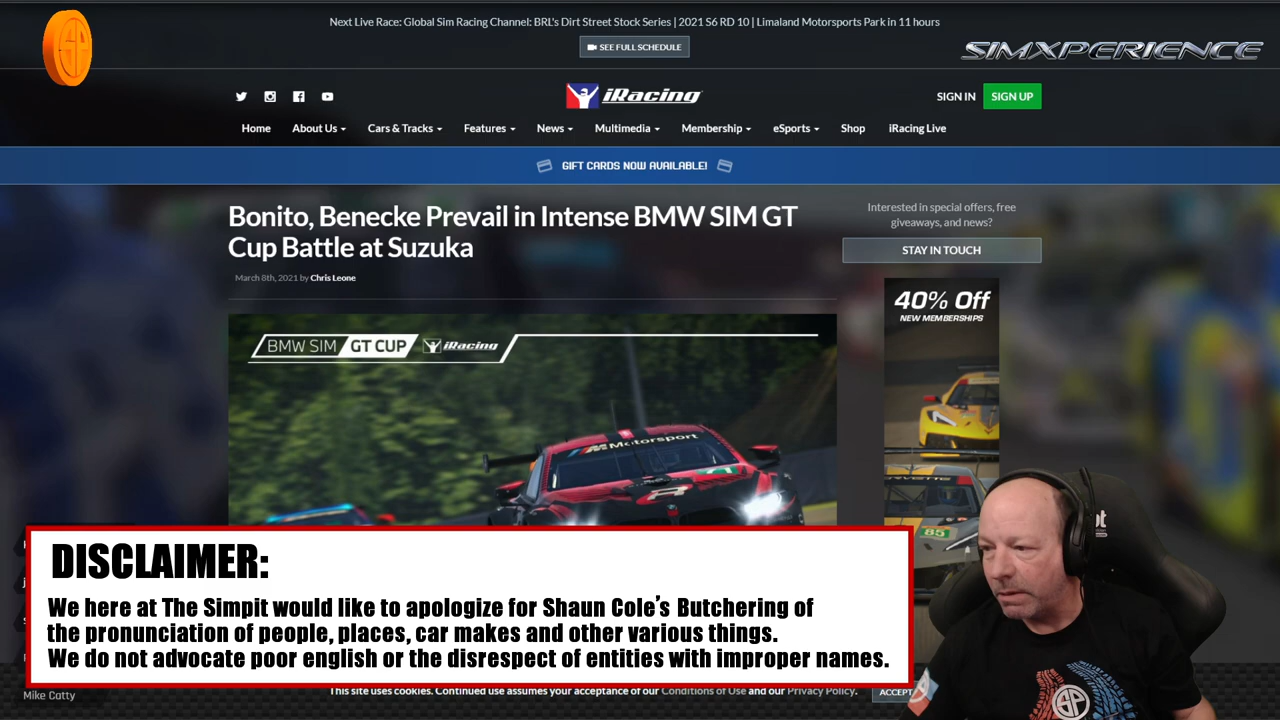 Next Live Race: Global Sim Racing Channel: BRL's Dirt Street Stock Series | 2021 S6 RD 10 | Limaland Motorsports Park in 11 hours
SEE FULL SCHEDULE
SP
SIMXPERIENCE
iRacing
SIGN IN
SIGN UP
Home
About Us
Cars & Tracks
Features
News
Multimedia
Membership
eSports
Shop
iRacing Live
GIFT CARDS NOW AVAILABLE!
Bonito, Benecke Prevail in Intense BMW SIM GT
Cup Battle at Suzuka
March 8th, 2021 by Chris Leone
Interested in special offers, free
giveaways, and news?
STAY IN TOUCH
40% Off
NEW MEMBERSHIPS
BMW SIM GT CUP
iRacing
Motorsport
85
DISCLAIMER:
We here at The Simpit would like to apologize for Shaun Cole's Butchering of
the pronunciation of people, places, car makes and other various things.
We do not advocate poor english or the disrespect of entities with improper names.
This site uses cookies. Continued use assumes your acceptance of our Conditions of Use and our Privacy Policy.
ACCEPT
Mike Catty
SP